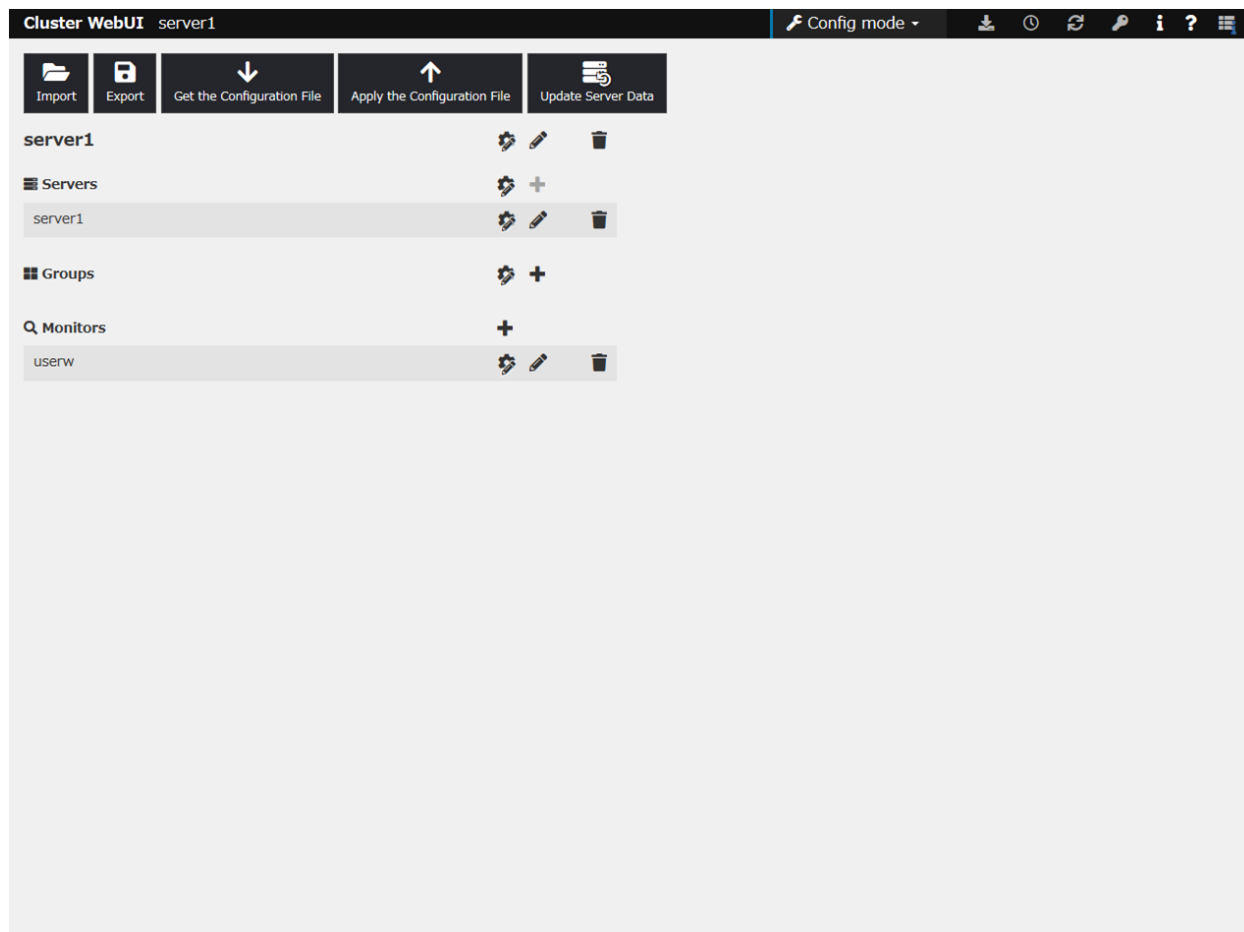 Cluster WebUI server1 Config mode
Import Export Get the Configuration File Apply the Configuration File Update Server Data
server1
Servers
server1
Groups
Monitors
userw